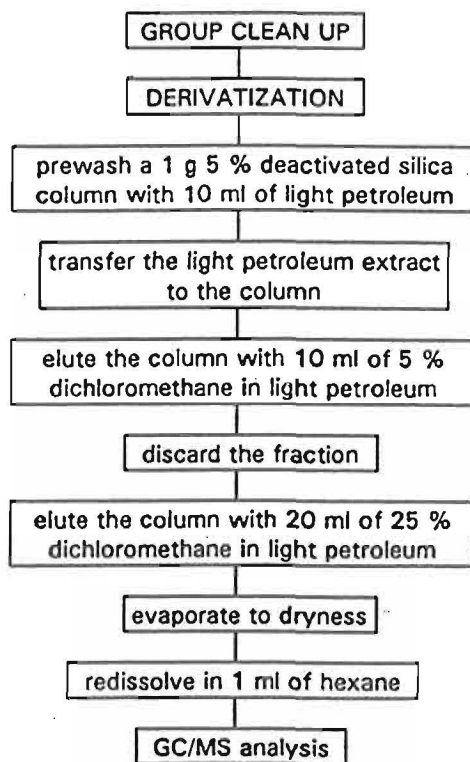 GROUP CLEAN UP
DERIVATIZATION
prewash a 1 g 5 % deactivated silica
column with 10 ml of light petroleum
transfer the light petroleum extract
to the column
elute the column with 10 ml of 5 %
dichloromethane in light petroleum
discard the fraction
elute the column with 20 ml of 25 %
dichloromethane in light petroleum
evaporate to dryness
redissolve in 1 ml of hexane
GC/MS analysis